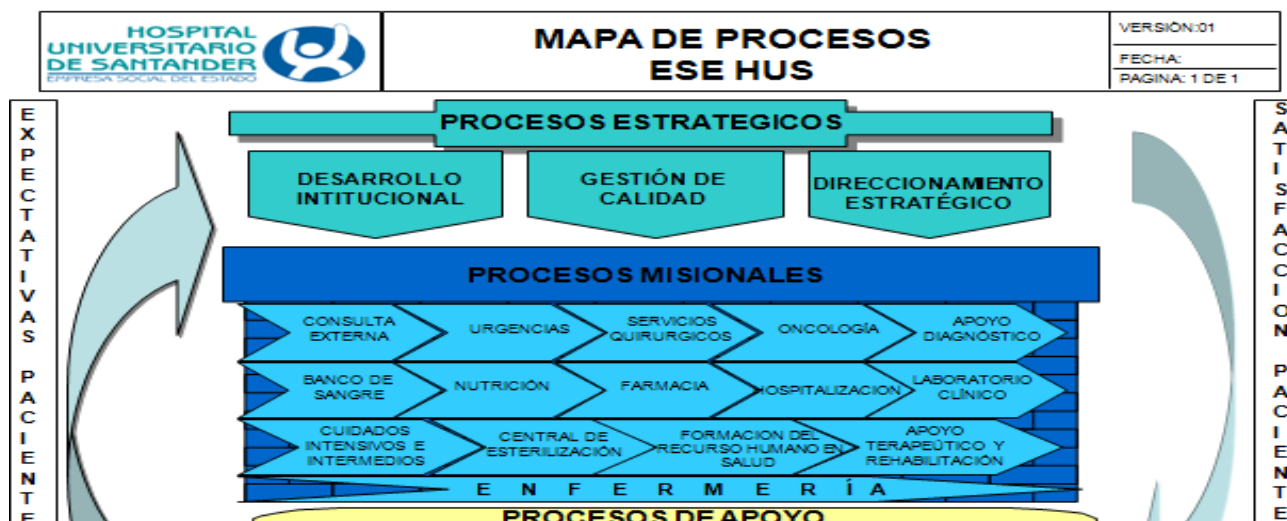 HOSPITAL
UNIVERSITARIO
DE SANTANDER
EMPRESA SOCIAL DEL ESTADO
MAPA DE PROCESOS
ESE HUS
VERSIÓN:01
FECHA:
PAGINA: 1 DE 1
EXPECTATIVAS PACIENTE
PROCESOS ESTRATEGICOS
DESARROLLO
INTITUCIONAL
GESTIÓN DE
CALIDAD
DIRECCIONAMIENTO
ESTRATÉGICO
PROCESOS MISIONALES
CONSULTA
EXTERNA
URGENCIAS
SERVICIOS
QUIRURGICOS
ONCOLOGÍA
APOYO
DIAGNÓSTICO
BANCO DE
SANGRE
NUTRICIÓN
FARMACIA
HOSPITALIZACION
LABORATORIO
CLÍNICO
CUIDADOS
INTENSIVOS E
INTERMEDIOS
CENTRAL DE
ESTERILIZACIÓN
FORMACION DEL
RECURSO HUMANO EN
SALUD
APOYO
TERAPEÚTICO Y
REHABILITACIÓN
ENFERMERÍA
PROCESOS DE APOYO
SATISFACCION PACIENTE